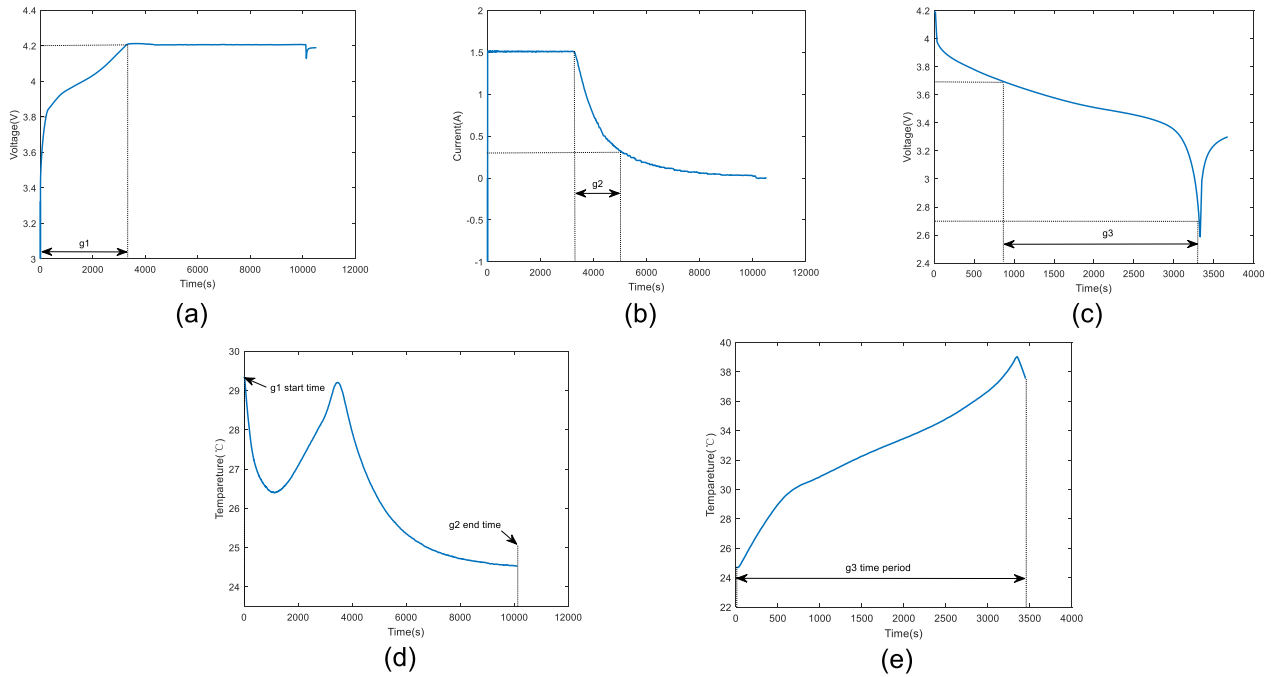 4.4
4.2
4
3.8
3.6
3.4
3.2
3
Voltage(V)
g1
0 2000 4000 6000 8000 10000 12000
Time(s)
(a)
2
1.5
1
0.5
0
-0.5
-1
Current(A)
g2
0 2000 4000 6000 8000 10000 12000
Time(s)
(b)
4.2
4
3.8
3.6
3.4
3.2
3
2.8
2.6
2.4
Voltage(V)
g3
0 500 1000 1500 2000 2500 3000 3500 4000
Time(s)
(c)
30
29
28
27
26
25
24
Tempareture(℃)
g1 start time
g2 end time
0 2000 4000 6000 8000 10000 12000
Time(s)
(d)
40
38
36
34
32
30
28
26
24
22
Tempareture(℃)
g3 time period
0 500 1000 1500 2000 2500 3000 3500 4000
Time(s)
(e)